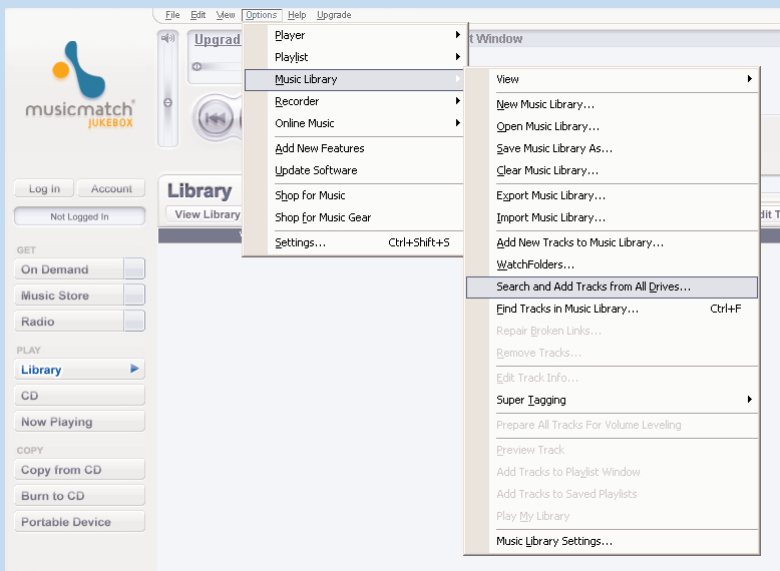 File Edit View Options Help Upgrade
Upgrad
t Window
musicmatch®
JUKEBOX
Player
Playlist
Music Library
Recorder
Online Music
Add New Features
Update Software
Shop for Music
Shop for Music Gear
Settings... Ctrl+Shift+S
View
New Music Library...
Open Music Library...
Save Music Library As...
Clear Music Library...
Export Music Library...
Import Music Library...
Add New Tracks to Music Library...
WatchFolders...
Search and Add Tracks from All Drives...
Find Tracks in Music Library... Ctrl+F
Repair Broken Links...
Remove Tracks...
Edit Track Info...
Super Tagging
Prepare All Tracks For Volume Leveling
Preview Track
Add Tracks to Playlist Window
Add Tracks to Saved Playlists
Play My Library
Music Library Settings...
Log in Account
Not Logged In
Library
View Library
dit T
GET
On Demand
Music Store
Radio
PLAY
Library
CD
Now Playing
COPY
Copy from CD
Burn to CD
Portable Device